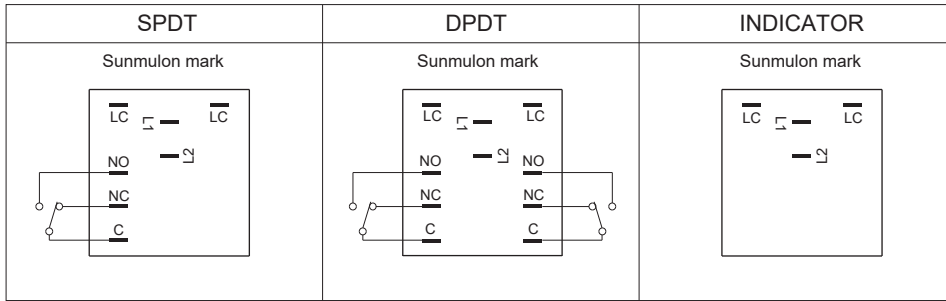 SPDT
DPDT
INDICATOR
Sunmulon mark
LC
L1
LC
L2
NO
NC
C
Sunmulon mark
LC
L1
LC
L2
NO
NO
NC
NC
C
C
Sunmulon mark
LC
L1
LC
L2